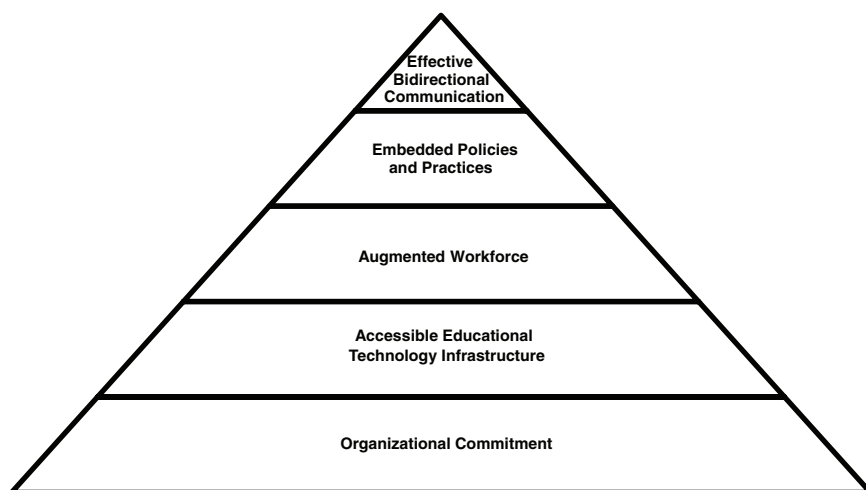 Effective
Bidirectional
Communication
Embedded Policies
and Practices
Augmented Workforce
Accessible Educational
Technology Infrastructure
Organizational Commitment